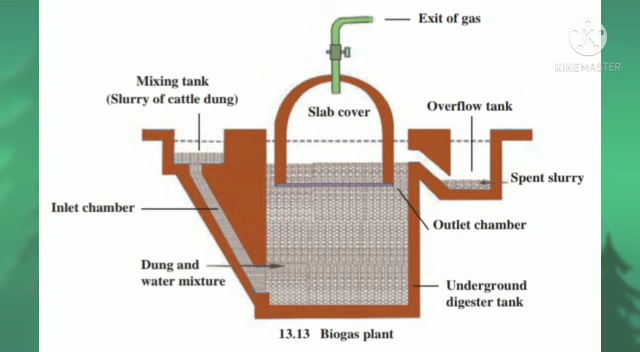 Exit of gas
KINEMASTER
Mixing tank
(Slurry of cattle dung)
Slab cover
Overflow tank
Spent slurry
Inlet chamber
Outlet chamber
Dung and
water mixture
Underground
digester tank
13.13 Biogas plant